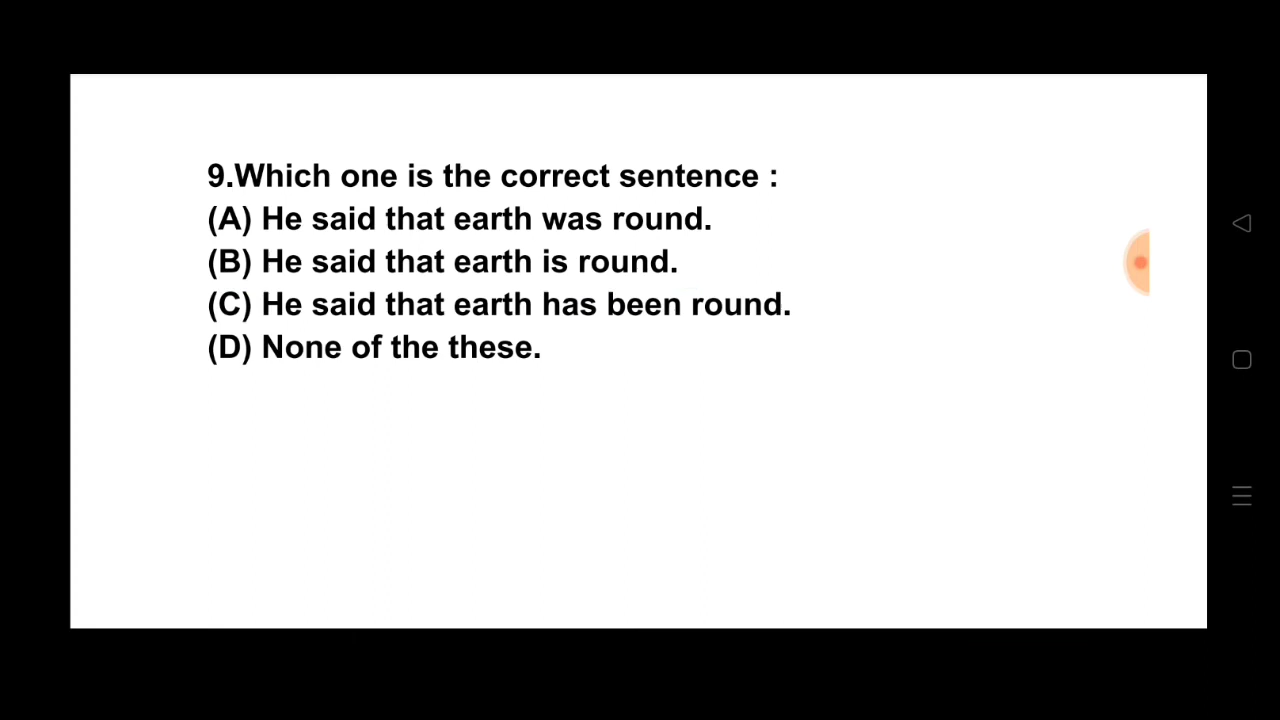 9.Which one is the correct sentence :
(A) He said that earth was round.
(B) He said that earth is round.
(C) He said that earth has been round.
(D) None of the these.